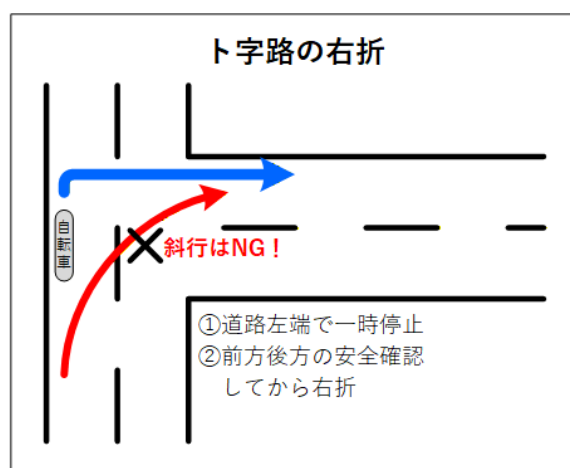 ト字路の右折
自転車
斜行はNG！
①道路左端で一時停止
②前方後方の安全確認
してから右折